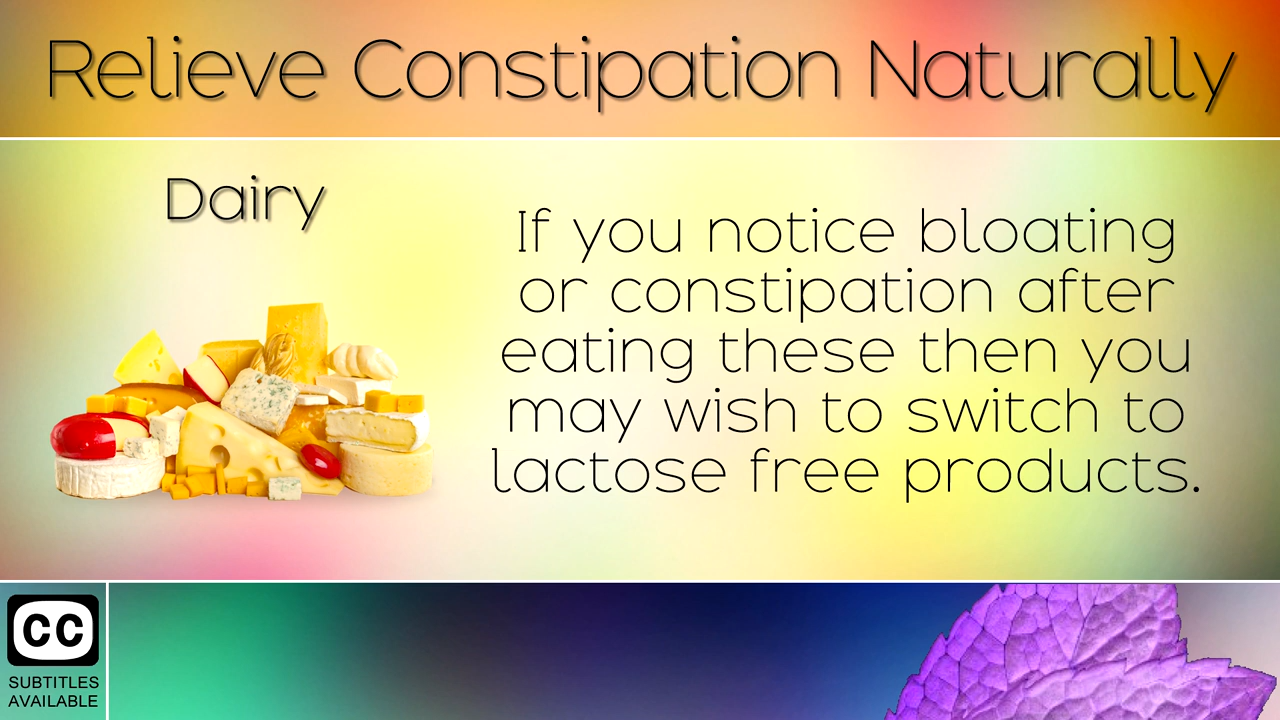 Relieve Constipation Naturally
Dairy
If you notice bloating
or constipation after
eating these then you
may wish to switch to
lactose free products.
CC
SUBTITLES
AVAILABLE